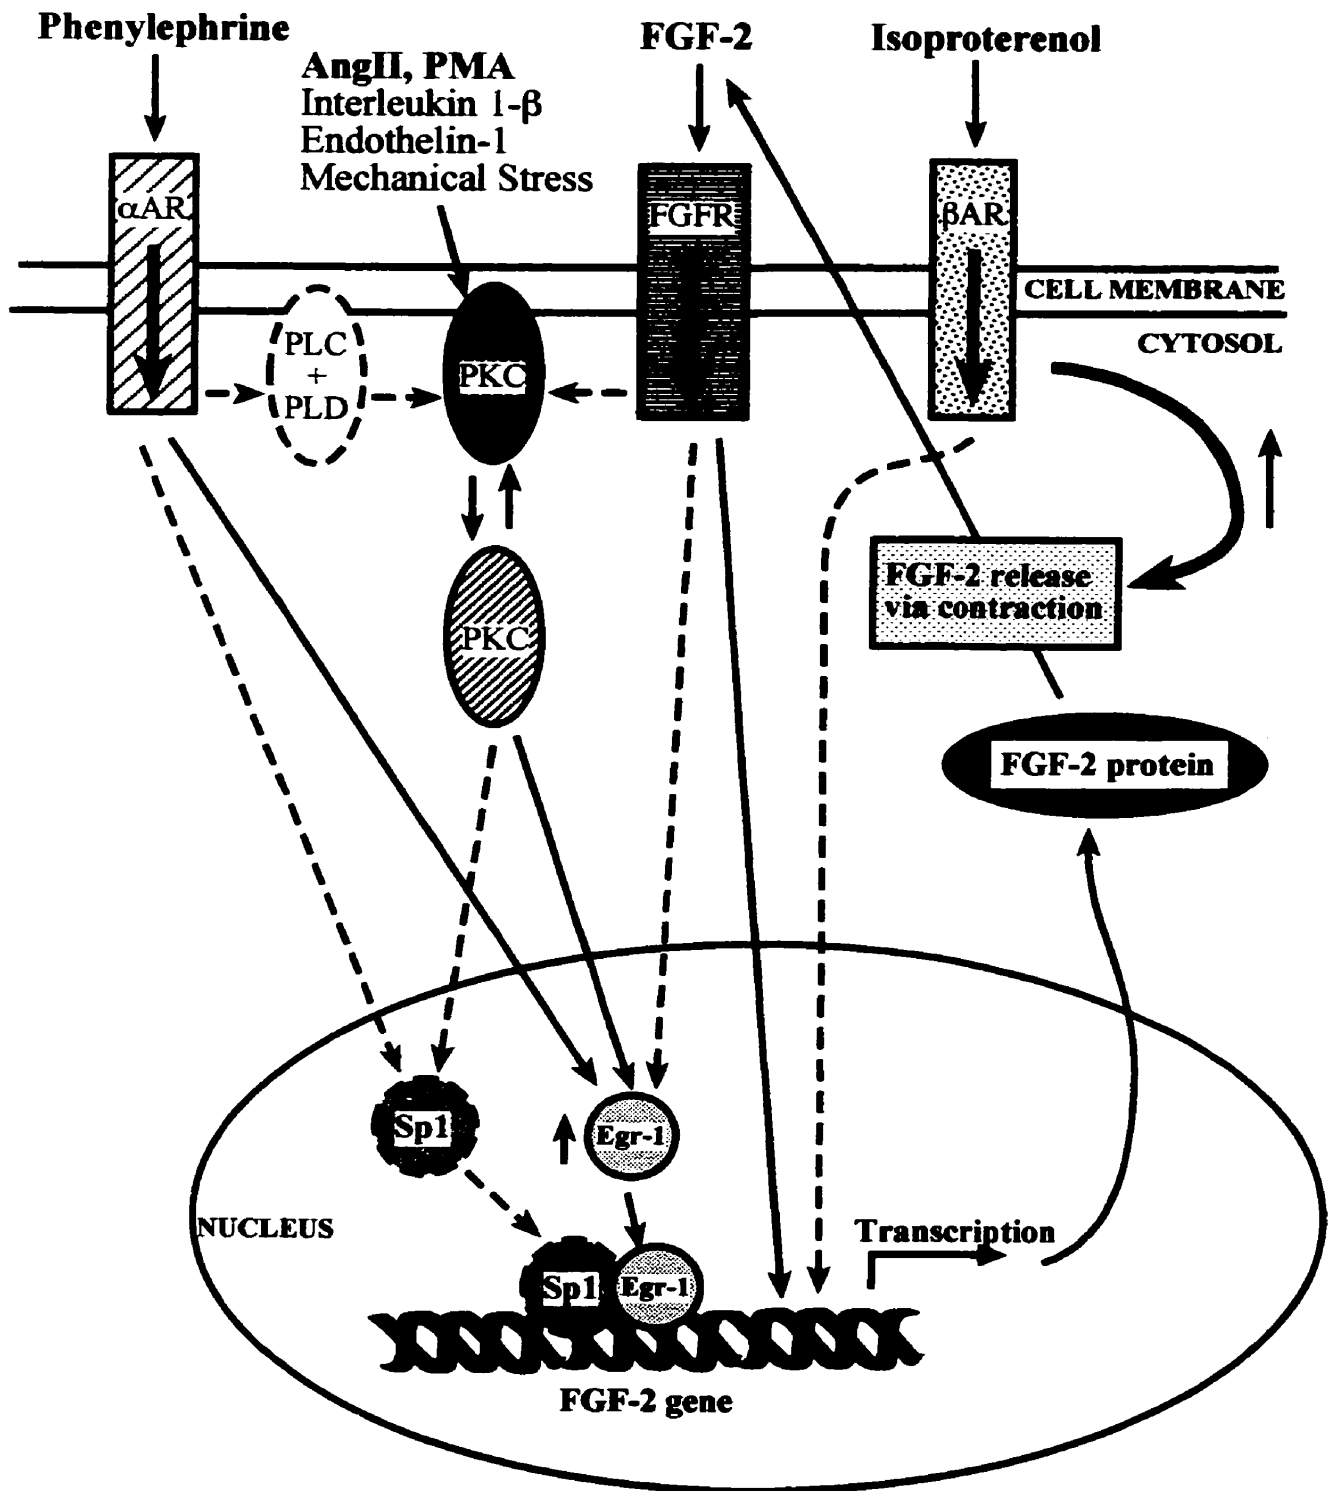 Phenylephrine
AngII, PMA
Interleukin 1-β
Endothelin-1
Mechanical Stress
FGF-2
Isoproterenol
αAR
FGFR
βAR
CELL MEMBRANE
CYTOSOL
PLC
+
PLD
PKC
PKC
FGF-2 release
via contraction
FGF-2 protein
Sp1
Egr-1
NUCLEUS
Transcription
Sp1
Egr-1
FGF-2 gene